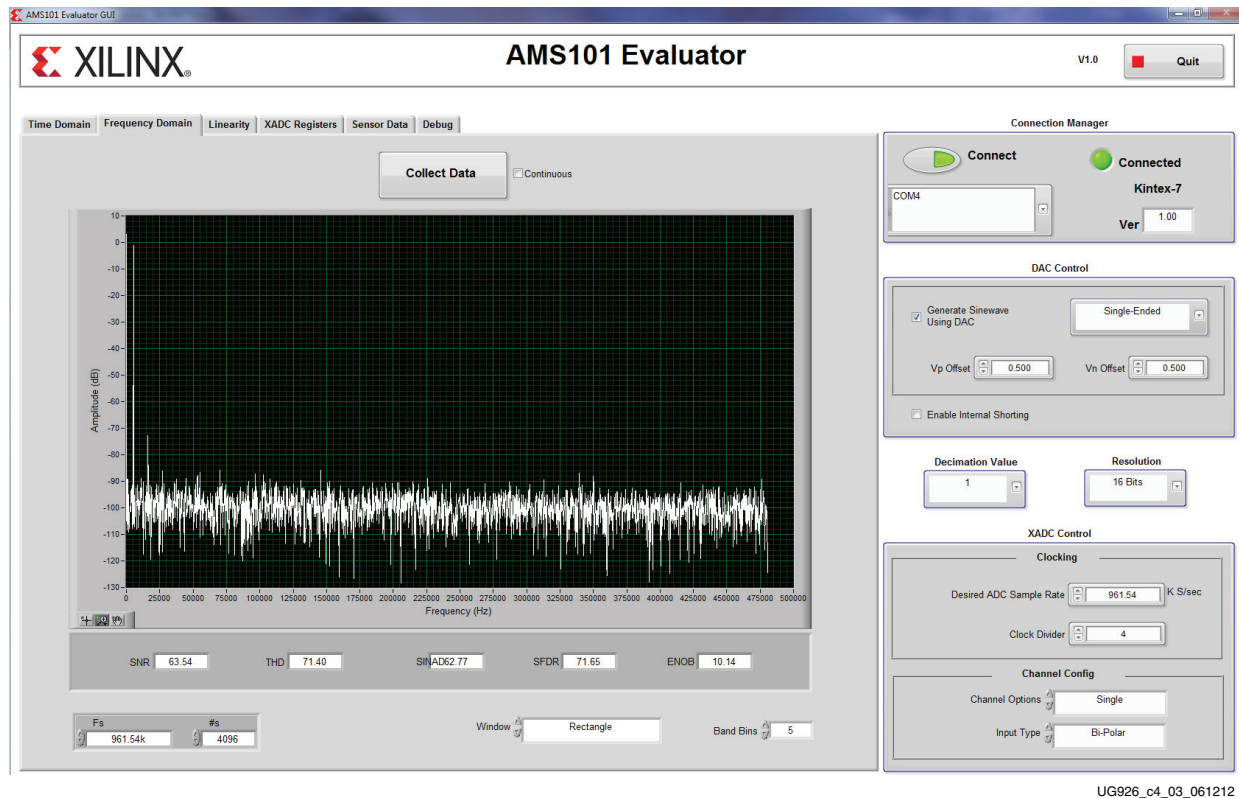 AMS101 Evaluator GUI
XILINX®
AMS101 Evaluator
V1.0
Quit
Time Domain Frequency Domain Linearity XADC Registers Sensor Data Debug
Collect Data
Continuous
10
0
-10
-20
-30
-40
-50
-60
-70
-80
-90
-100
-110
-120
-130
Amplitude (dB)
0 25000 50000 75000 100000 125000 150000 175000 200000 225000 250000 275000 300000 325000 350000 375000 400000 425000 450000 475000 500000
Frequency (Hz)
SNR 63.54 THD 71.40 SINAD62.77 SFDR 71.65 ENOB 10.14
Fs #s
961.54k 4096
Window Rectangle
Band Bins 5
Connection Manager
Connect
Connected
COM4
Kintex-7
Ver 1.00
DAC Control
Generate Sinewave
Using DAC
Single-Ended
Vp Offset 0.500 Vn Offset 0.500
Enable Internal Shorting
Decimation Value Resolution
1 16 Bits
XADC Control
Clocking
Desired ADC Sample Rate 961.54 K S/sec
Clock Divider 4
Channel Config
Channel Options Single
Input Type Bi-Polar
UG926_c4_03_061212